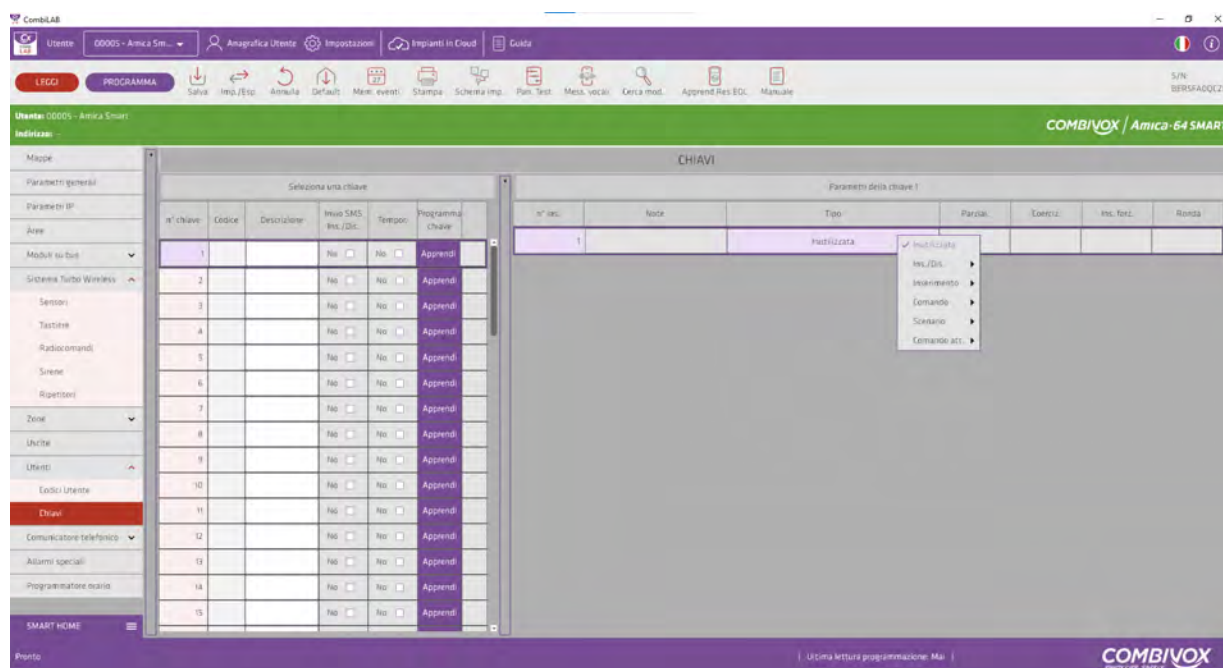 CombiLAB
Utente 00005 - Amica Sm... Anagrafica Utente Impostazioni Impianti in Cloud Guida
LEGGI PROGRAMMA Salva Imp./Esp. Annulla Default Mem. eventi Stampa Schema imp. Pan. Test Mess. vocali Cerca mod. Apprend.Res.EOL Manuale S/N
Utente: 00005 - Amica Smart
Indirizzo: -
COMBIVOX / Amica-64 SMART
Mappe
Parametri generali
Parametri IP
Aree
Moduli su bus
Sistema Turbo Wireless
Sensori
Tastiere
Radiocomandi
Sirene
Ripetitori
Zone
Uscite
Utenti
Codici Utente
Chiavi
Comunicatore telefonico
Allarmi speciali
Programmatore orario
SMART HOME
CHIAVI
Seleziona una chiave
n° chiave Codice Descrizione Invio SMS Ins./Dis. Tempor. Programma chiave
1 No No Apprendi
2 No No Apprendi
3 No No Apprendi
4 No No Apprendi
5 No No Apprendi
6 No No Apprendi
7 No No Apprendi
8 No No Apprendi
9 No No Apprendi
10 No No Apprendi
11 No No Apprendi
12 No No Apprendi
13 No No Apprendi
14 No No Apprendi
15 No No Apprendi
Parametri della chiave 1
n° ins. Note Tipo Parzial. Coerciz. Ins. forz. Ronda
1 Inutilizzata
Inutilizzata
Ins./Dis.
Inserimento
Comando
Scenario
Comando att.
Pronto
Ultima lettura programmazione: Mai
COMBIVOX